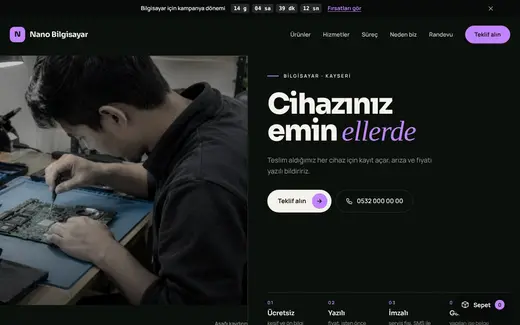 Bilgisayar için kampanya dönemi 14 g 04 sa 39 dk 12 sn Fırsatları gör
N Nano Bilgisayar Ürünler Hizmetler Süreç Neden biz Randevu Teklif alın
BİLGİSAYAR · KAYSERİ
Cihazınız
emin ellerde
Teslim aldığımız her cihaz için kayıt açar, arıza ve fiyatı
yazılı bildiririz.
Teklif alın 0532 000 00 00
01 02 03
Ücretsiz Yazılı İmzalı
Sepet 0